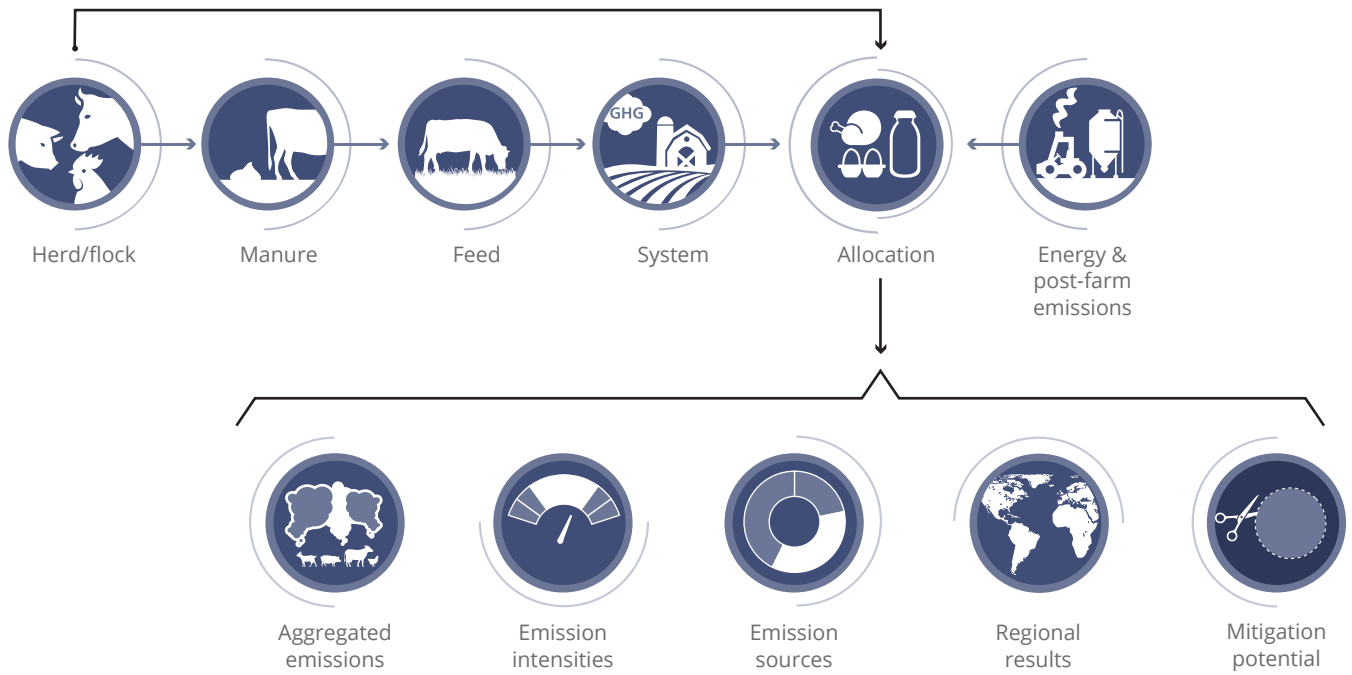 GHG
Herd/flock
Manure
Feed
System
Allocation
Energy &
post-farm
emissions
Aggregated
emissions
Emission
intensities
Emission
sources
Regional
results
Mitigation
potential